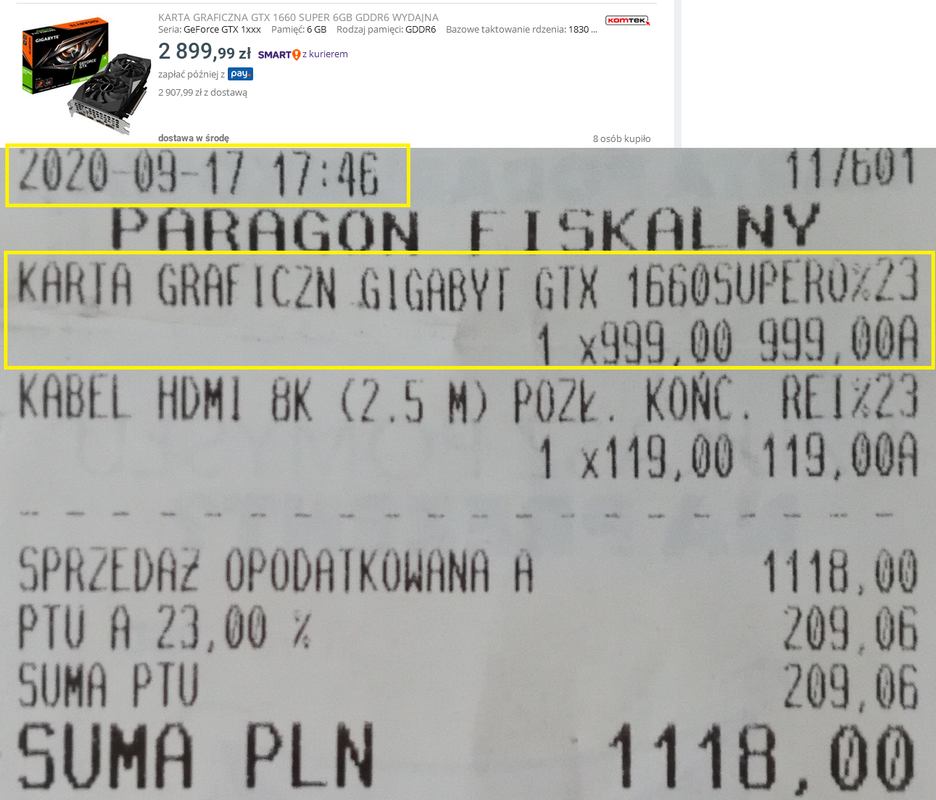 KARTA GRAFICZNA GTX 1660 SUPER 6GB GDDR6 WYDAJNA
KOMTEK
Seria: GeForce GTX 1xxx Pamięć: 6 GB Rodzaj pamięci: GDDR6 Bazowe taktowanie rdzenia: 1830 ...
2 899,99 zł SMART! z kurierem
zapłać później z pay
2 907,99 zł z dostawą
dostawa w środę 8 osób kupiło
GIGABYTE
2020-09-17 17:46 11/601
PARAGON FISKALNY
KARTA GRAFICZN GIGABYT GTX 1660SUPERO%23
1 x999,00 999,00A
KABEL HDMI 8K (2.5 M) POZŁ. KOŃC. REI%23
1 x119,00 119,00A
SPRZEDAŻ OPODATKOWANA A 1118,00
PTU A 23,00 % 209,06
SUMA PTU 209,06
SUMA PLN 1118,00